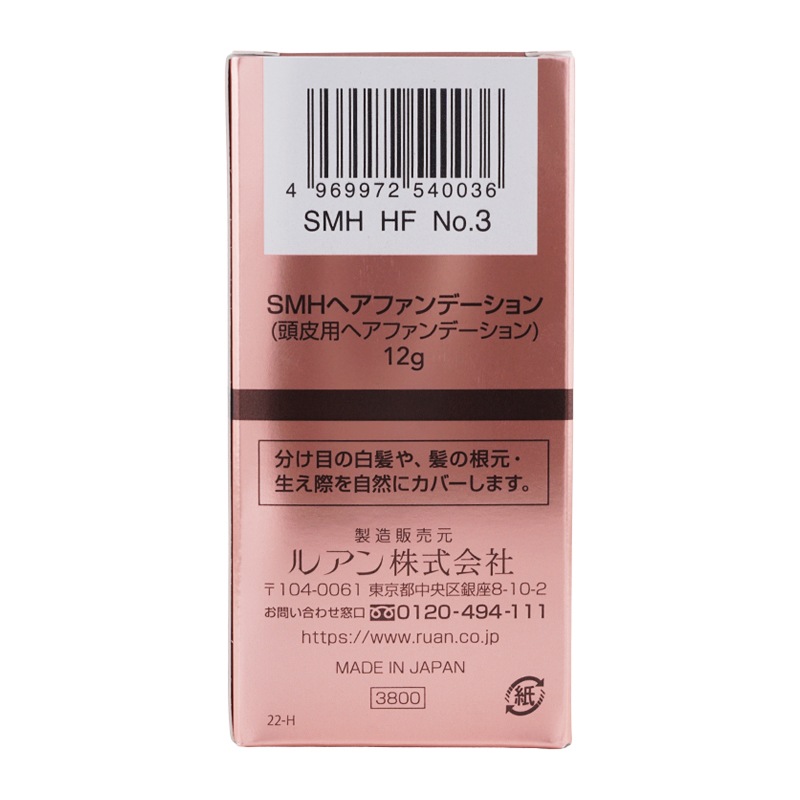 4 969972 540036
SMH HF No.3
SMHヘアファンデーション
(頭皮用ヘアファンデーション)
12g
分け目の白髪や、髪の根元・
生え際を自然にカバーします。
製造販売元
ルアン株式会社
〒104-0061 東京都中央区銀座8-10-2
お問い合わせ窓口 0120-494-111
https://www.ruan.co.jp
MADE IN JAPAN
3800
紙
22-H